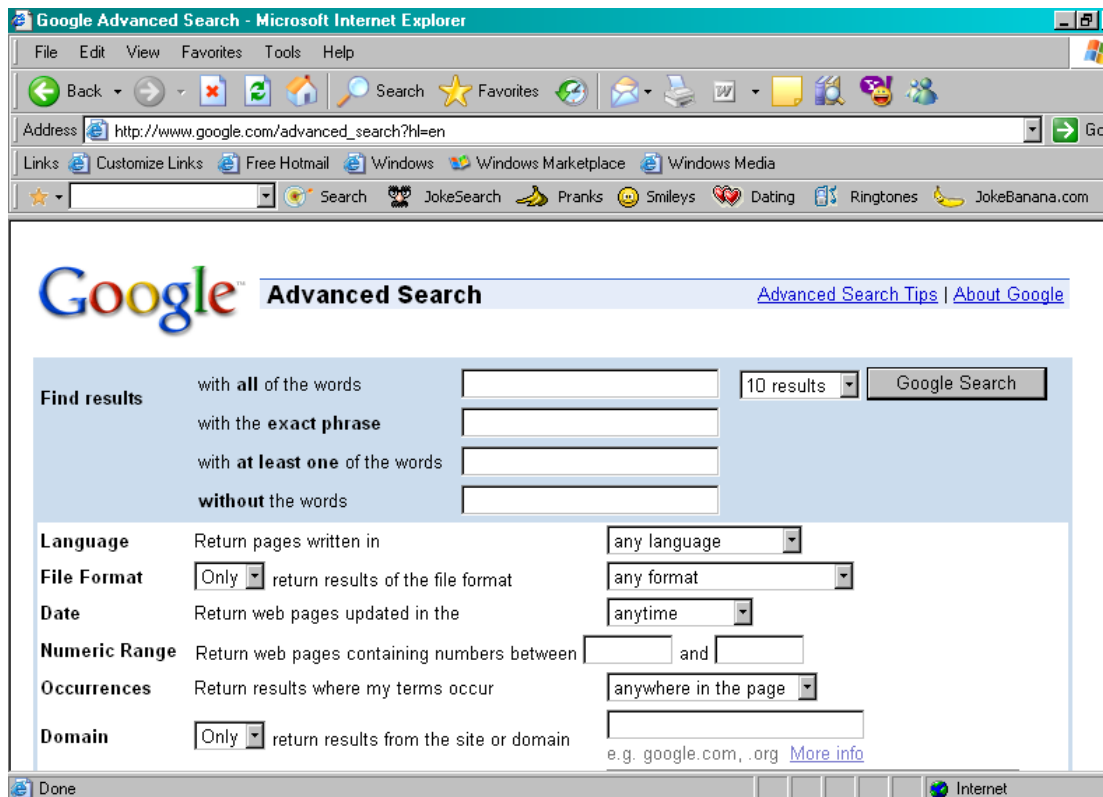 Google Advanced Search - Microsoft Internet Explorer
File Edit View Favorites Tools Help
Back Search Favorites
Address http://www.google.com/advanced_search?hl=en
Links Customize Links Free Hotmail Windows Windows Marketplace Windows Media
Search JokeSearch Pranks Smileys Dating Ringtones JokeBanana.com
Google™ Advanced Search Advanced Search Tips | About Google
Find results with all of the words 10 results Google Search
with the exact phrase
with at least one of the words
without the words
Language Return pages written in any language
File Format Only return results of the file format any format
Date Return web pages updated in the anytime
Numeric Range Return web pages containing numbers between and
Occurrences Return results where my terms occur anywhere in the page
Domain Only return results from the site or domain
e.g. google.com, .org More info
Done Internet